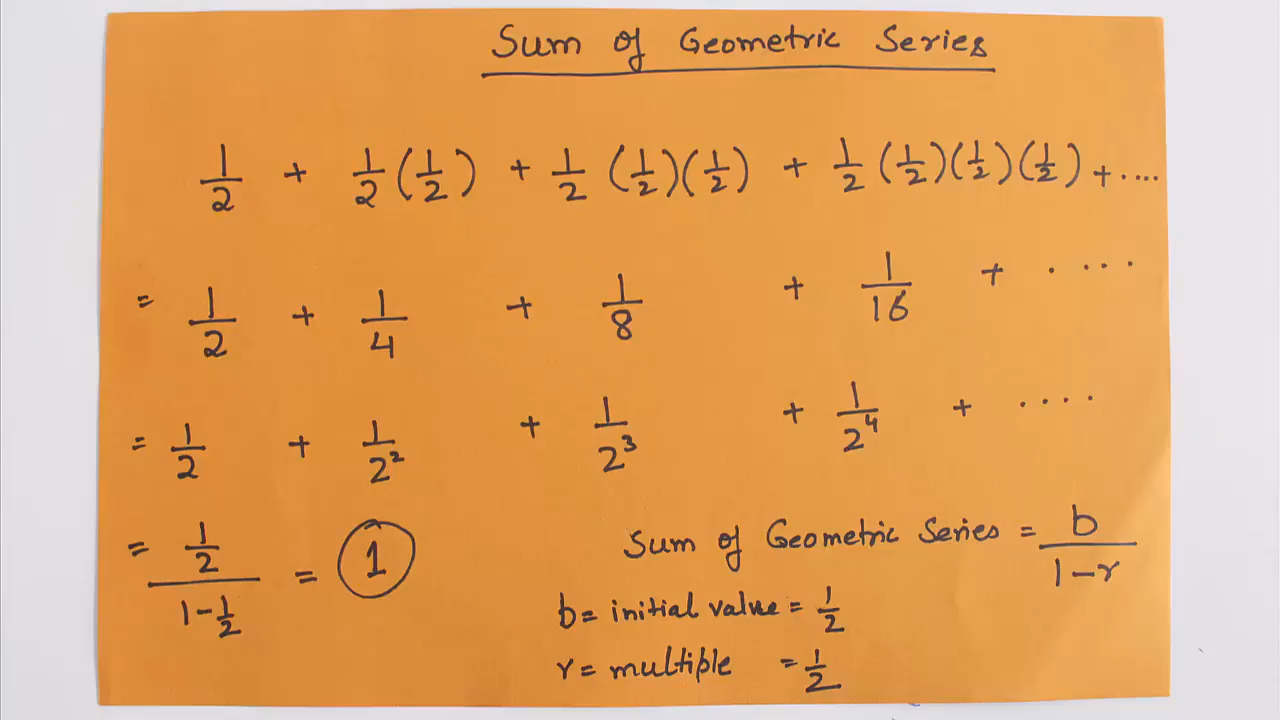 Sum of Geometric Series
1/2 + 1/2 (1/2) + 1/2 (1/2)(1/2) + 1/2 (1/2)(1/2)(1/2) + ....
= 1/2 + 1/4 + 1/8 + 1/16 + ....
= 1/2 + 1/2² + 1/2³ + 1/2⁴ + ....
= (1/2)/(1-1/2) = 1
Sum of Geometric Series = b/(1-r)
b = initial value = 1/2
r = multiple = 1/2